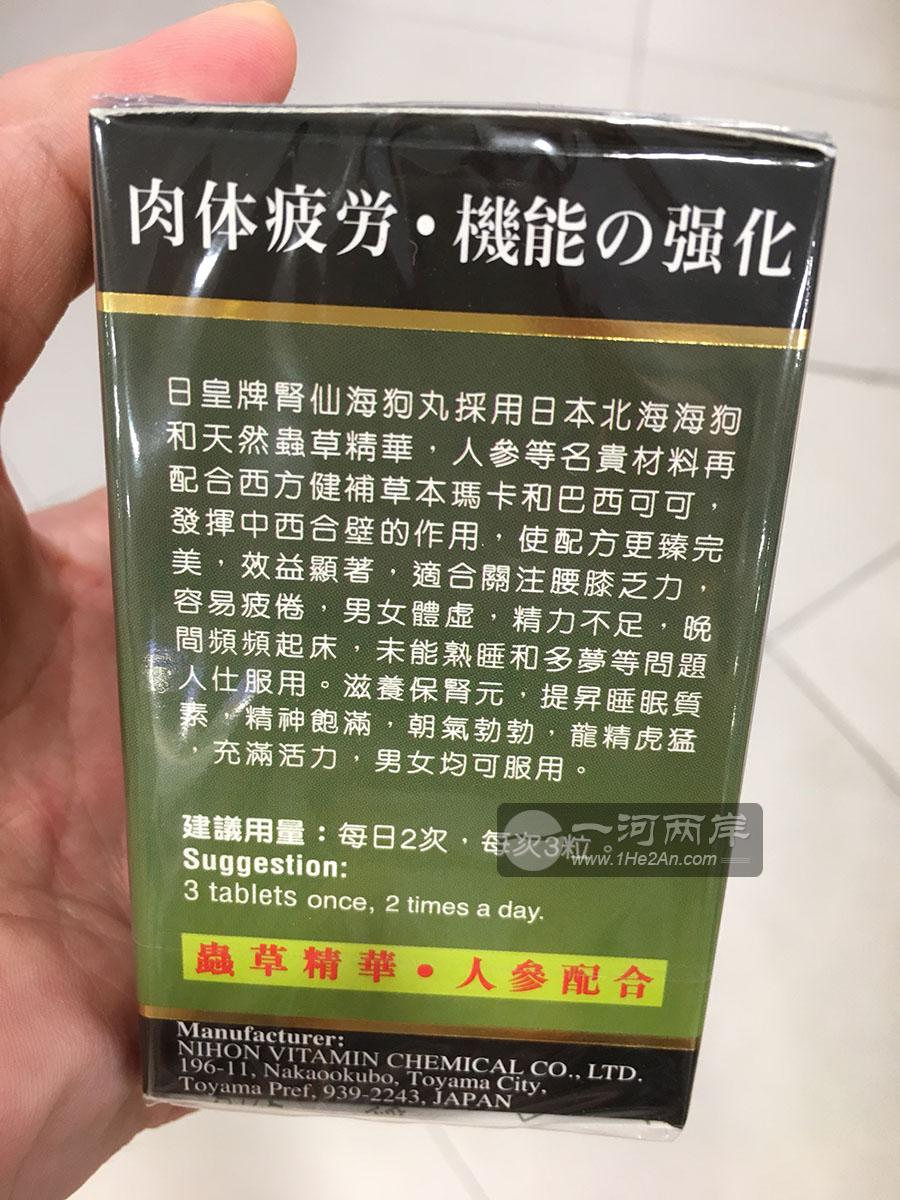 肉体疲労・機能の强化
日皇牌腎仙海狗丸採用日本北海海狗
和天然蟲草精華，人參等名貴材料再
配合西方健補草本瑪卡和巴西可可，
發揮中西合壁的作用，使配方更臻完
美，效益顯著，適合關注腰膝乏力，
容易疲倦，男女體虛，精力不足，晚
間頻頻起床，未能熟睡和多夢等問題
人仕服用。滋養保腎元，提昇睡眠質
素，精神飽滿，朝氣勃勃，龍精虎猛
，充滿活力，男女均可服用。
建議用量：每日2次，每次3粒。
一河两岸
www.1He2An.com
Suggestion:
3 tablets once, 2 times a day.
蟲草精華・人參配合
Manufacturer:
NIHON VITAMIN CHEMICAL CO., LTD.
196-11, Nakaookubo, Toyama City,
Toyama Pref, 939-2243, JAPAN